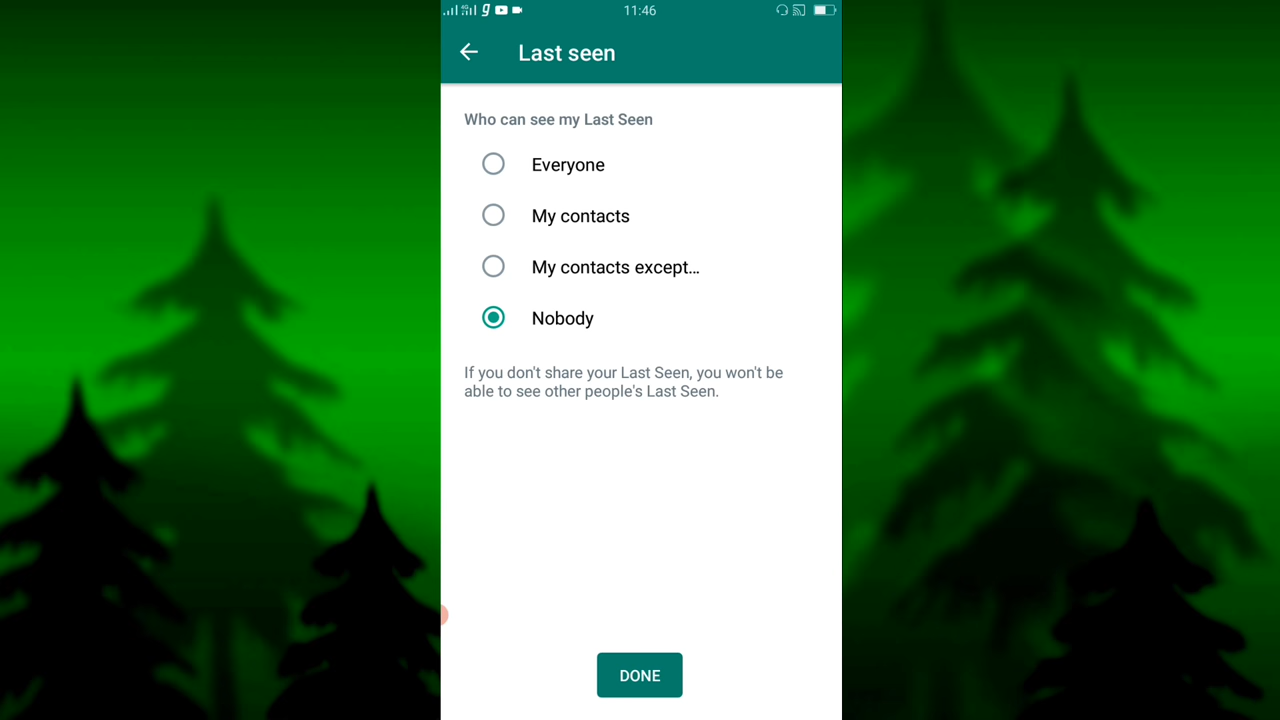 11:46
Last seen
Who can see my Last Seen
Everyone
My contacts
My contacts except...
Nobody
If you don't share your Last Seen, you won't be
able to see other people's Last Seen.
DONE